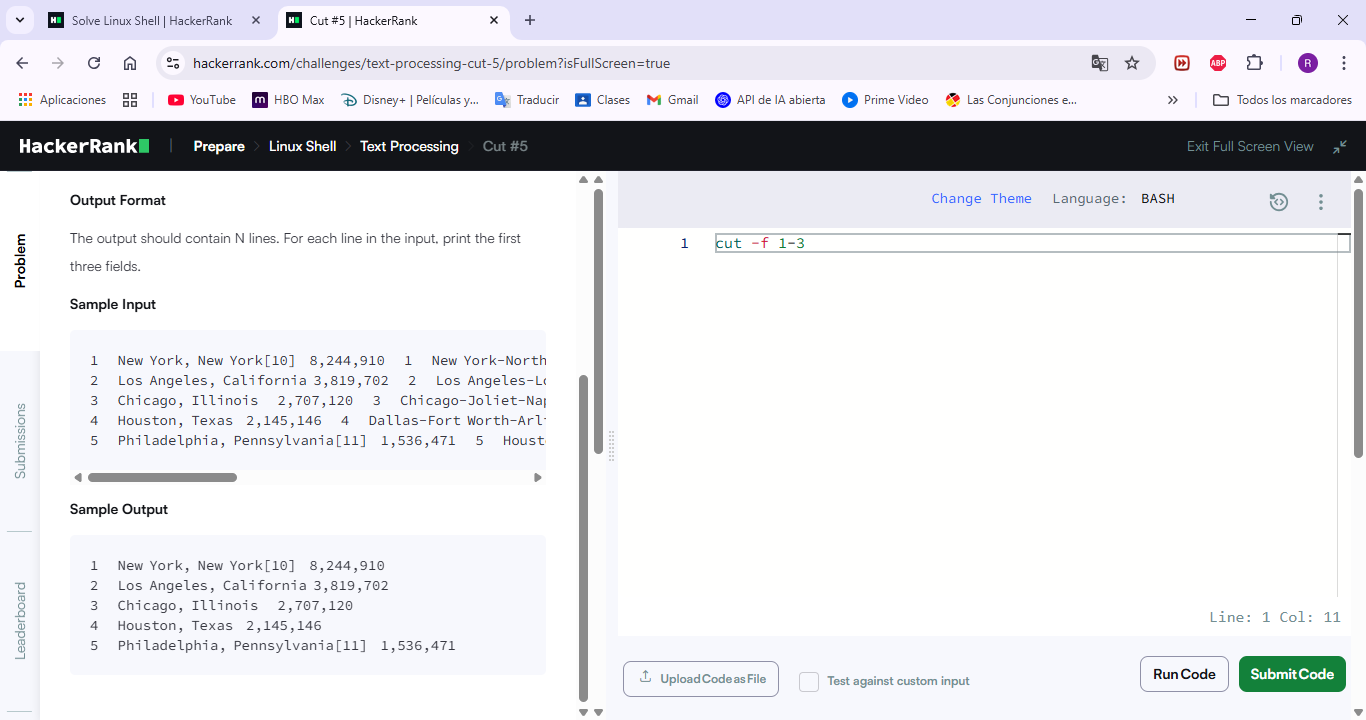 Solve Linux Shell | HackerRank
Cut #5 | HackerRank
hackerrank.com/challenges/text-processing-cut-5/problem?isFullScreen=true
ABP
R
Aplicaciones
YouTube
HBO Max
Disney+ | Películas y...
Traducir
Clases
Gmail
API de IA abierta
Prime Video
Las Conjunciones e...
Todos los marcadores
HackerRank
Prepare
Linux Shell
Text Processing
Cut #5
Exit Full Screen View
Problem
Submissions
Leaderboard
Output Format
The output should contain N lines. For each line in the input, print the first
three fields.
Sample Input
1 New York, New York[10] 8,244,910 1 New York-North
2 Los Angeles, California 3,819,702 2 Los Angeles-Lo
3 Chicago, Illinois 2,707,120 3 Chicago-Joliet-Nap
4 Houston, Texas 2,145,146 4 Dallas-Fort Worth-Arli
5 Philadelphia, Pennsylvania[11] 1,536,471 5 Houst
Sample Output
1 New York, New York[10] 8,244,910
2 Los Angeles, California 3,819,702
3 Chicago, Illinois 2,707,120
4 Houston, Texas 2,145,146
5 Philadelphia, Pennsylvania[11] 1,536,471
Change Theme Language: BASH
1 cut -f 1-3
Line: 1 Col: 11
Upload Code as File
Test against custom input
Run Code
Submit Code